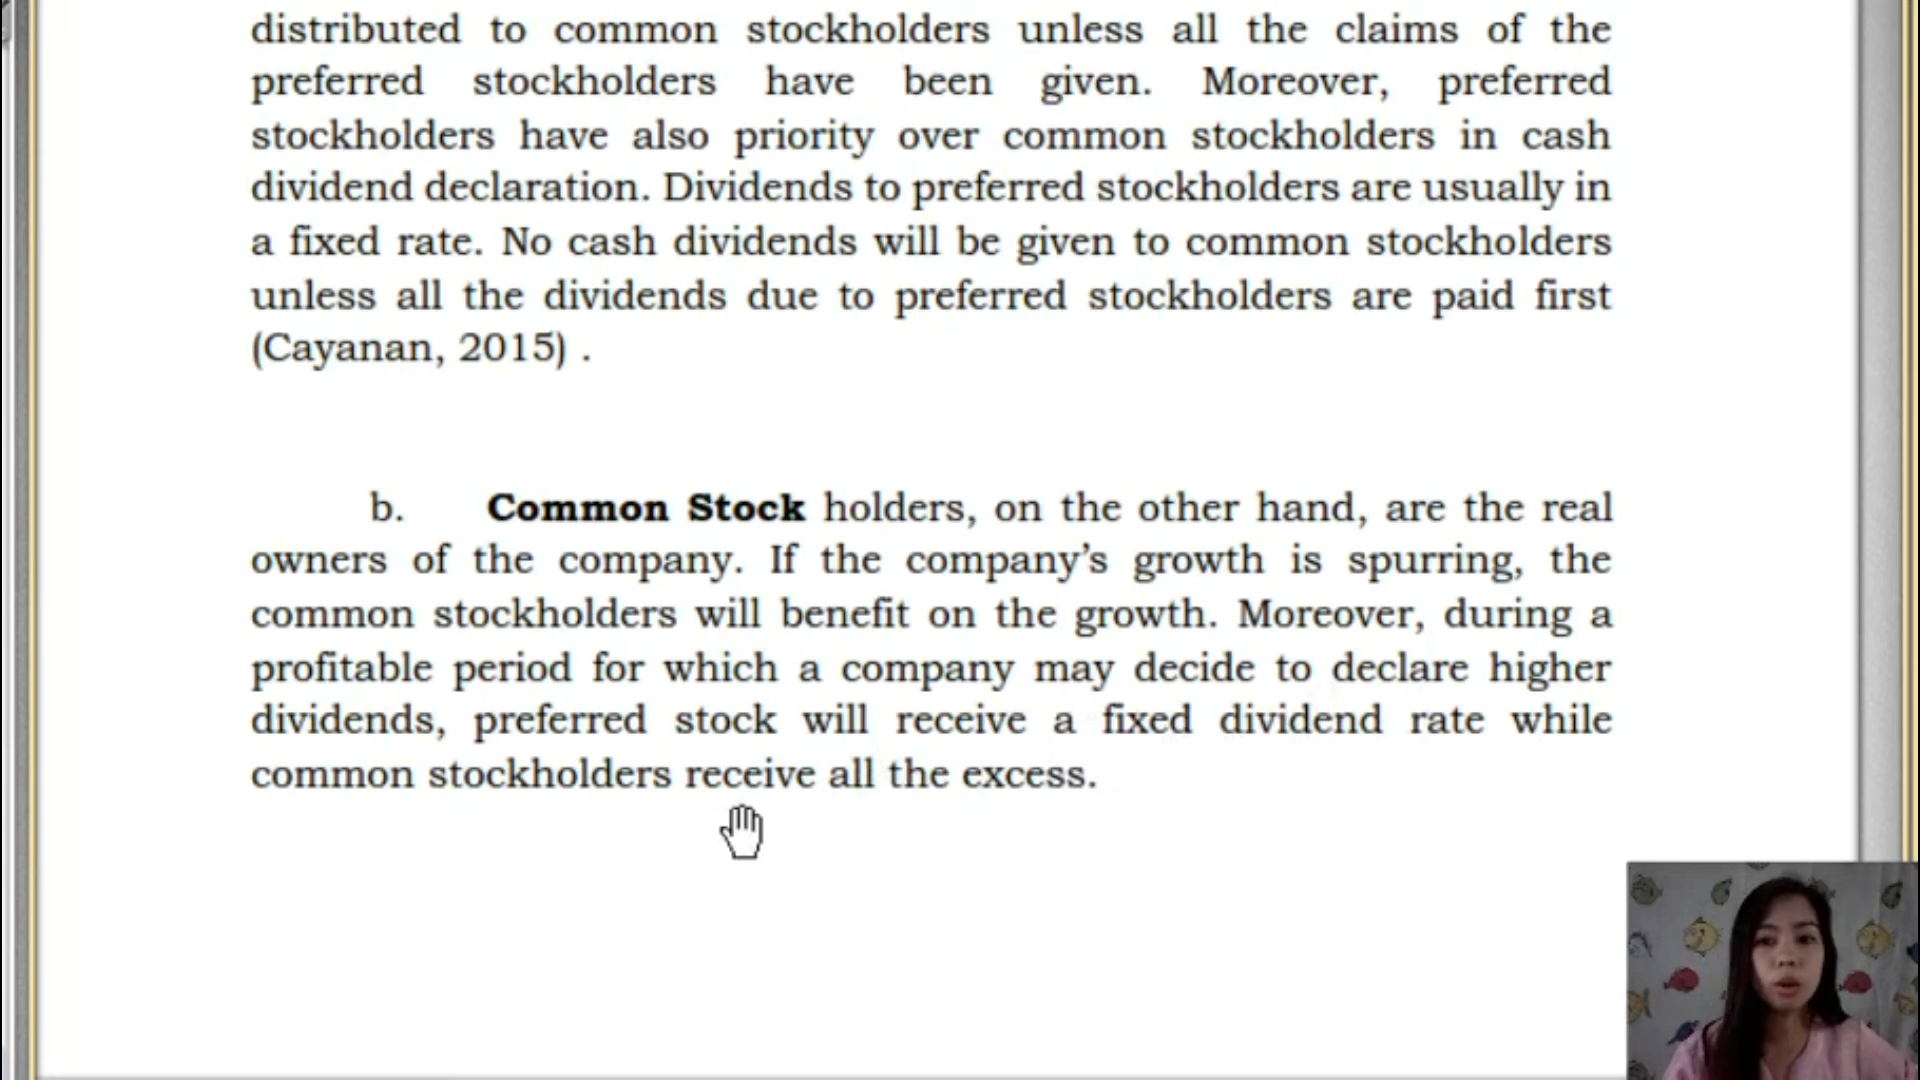 distributed to common stockholders unless all the claims of the
preferred stockholders have been given. Moreover, preferred
stockholders have also priority over common stockholders in cash
dividend declaration. Dividends to preferred stockholders are usually in
a fixed rate. No cash dividends will be given to common stockholders
unless all the dividends due to preferred stockholders are paid first
(Cayanan, 2015) .
b. Common Stock holders, on the other hand, are the real
owners of the company. If the company’s growth is spurring, the
common stockholders will benefit on the growth. Moreover, during a
profitable period for which a company may decide to declare higher
dividends, preferred stock will receive a fixed dividend rate while
common stockholders receive all the excess.